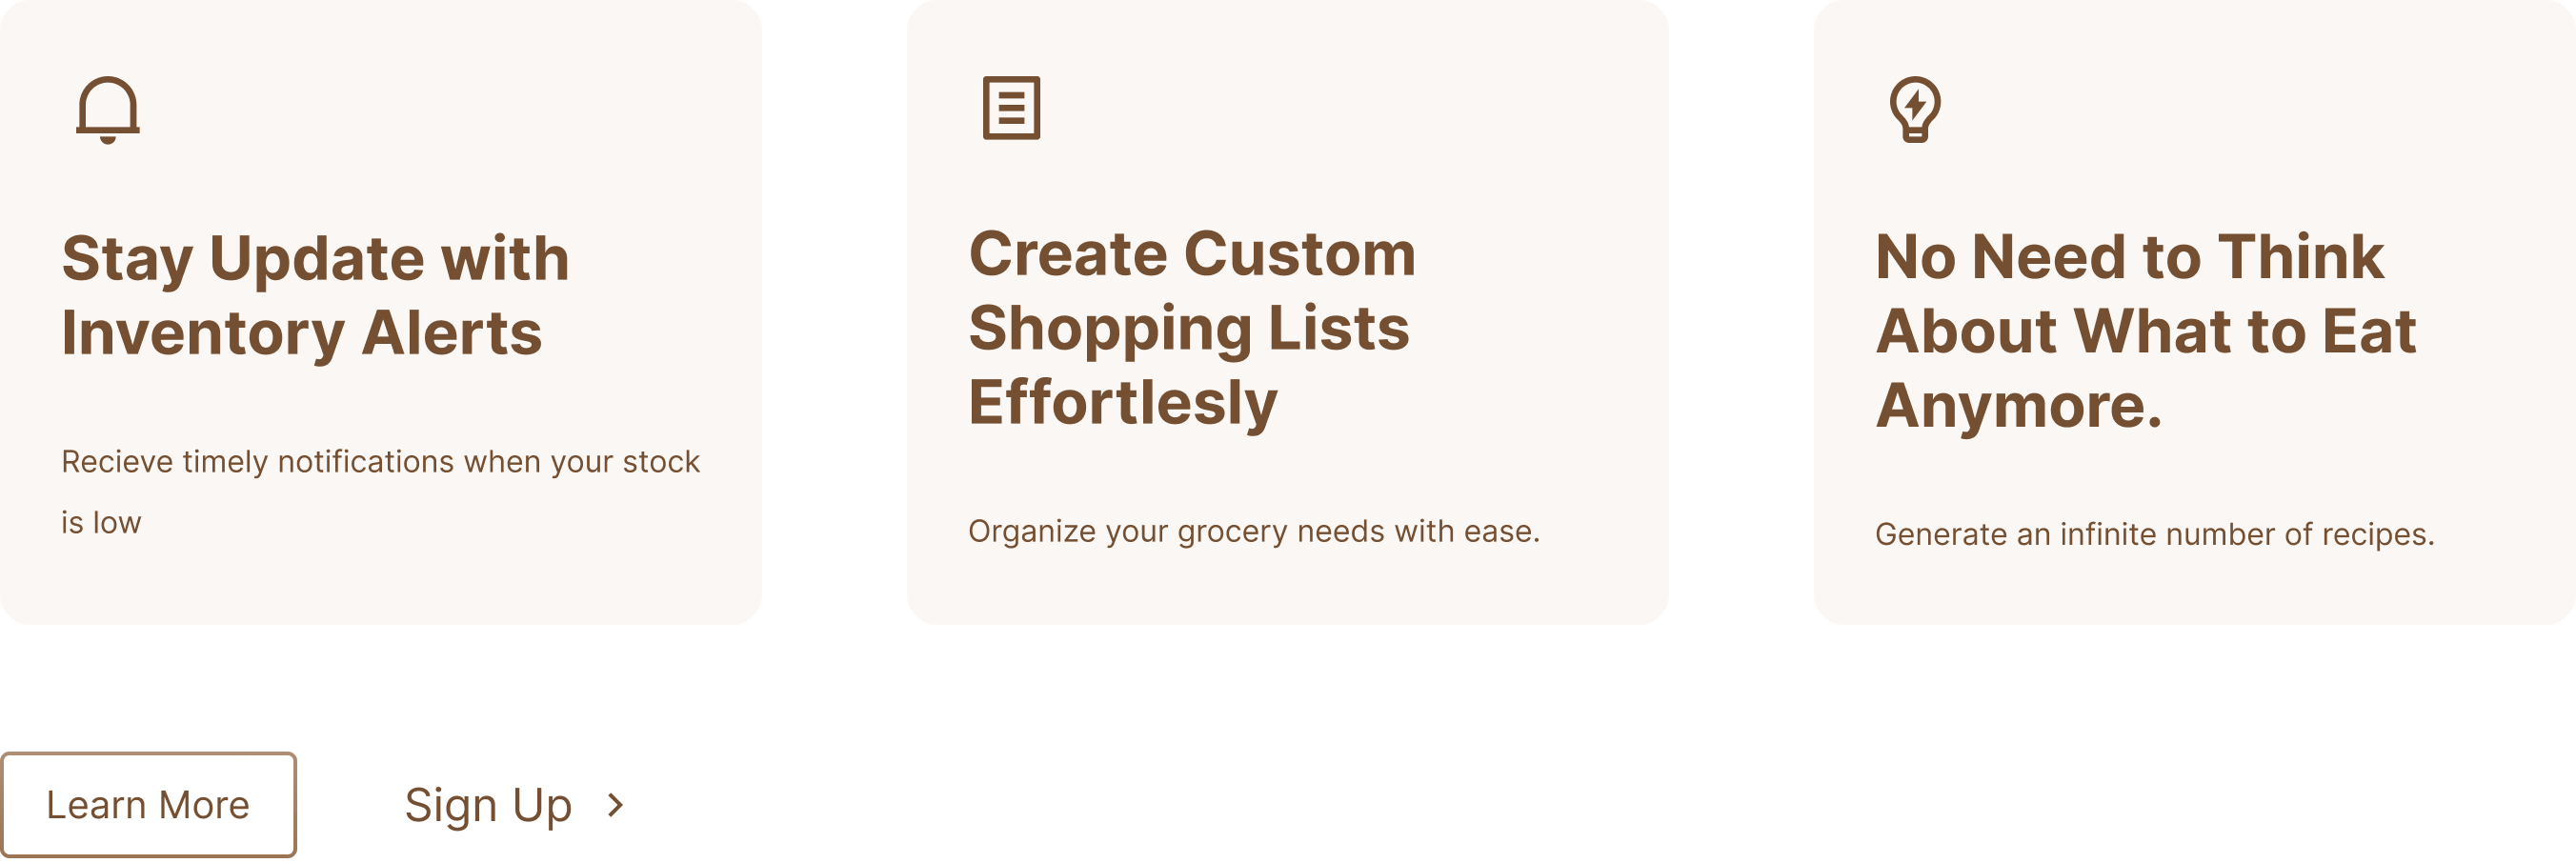 Stay Update with
Inventory Alerts
Recieve timely notifications when your stock
is low
Create Custom
Shopping Lists
Effortlesly
Organize your grocery needs with ease.
No Need to Think
About What to Eat
Anymore.
Generate an infinite number of recipes.
Learn More
Sign Up